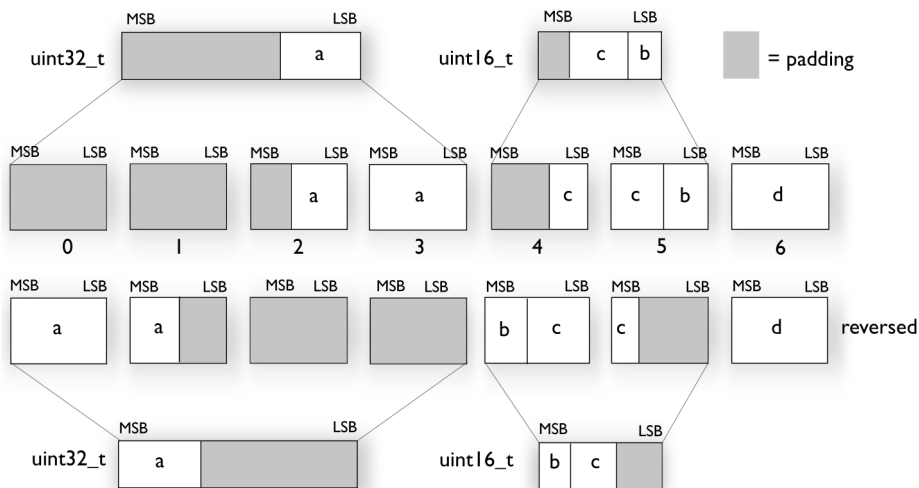 MSB LSB MSB LSB
uint32_t a uint16_t c b = padding
MSB LSB MSB LSB MSB LSB MSB LSB MSB LSB MSB LSB MSB LSB
a a c c b d
0 1 2 3 4 5 6
MSB LSB MSB LSB MSB LSB MSB LSB MSB LSB MSB LSB MSB LSB
a a b c c d reversed
MSB LSB MSB LSB
uint32_t a uint16_t b c